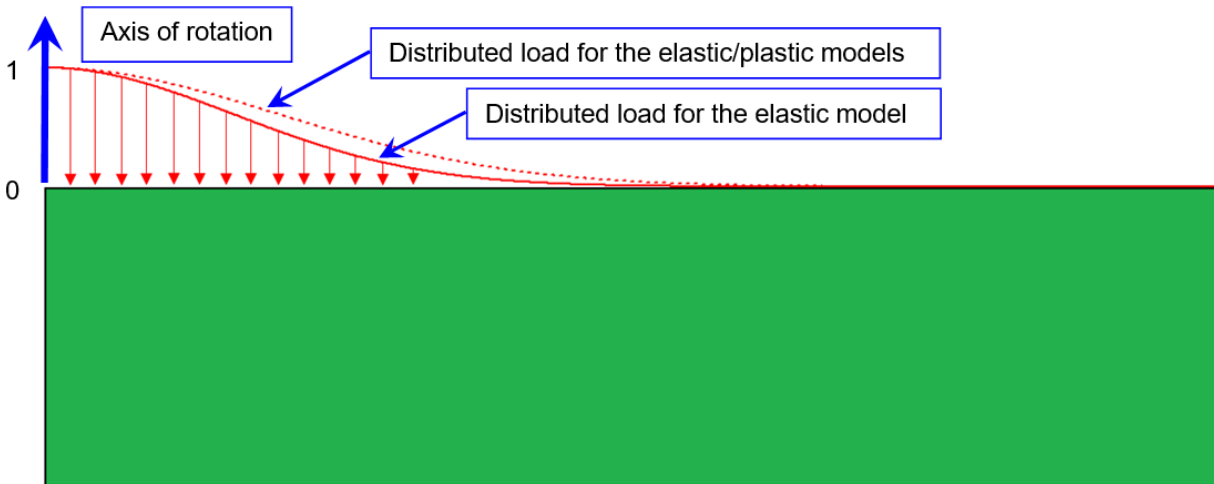 Axis of rotation
Distributed load for the elastic/plastic models
1
Distributed load for the elastic model
0